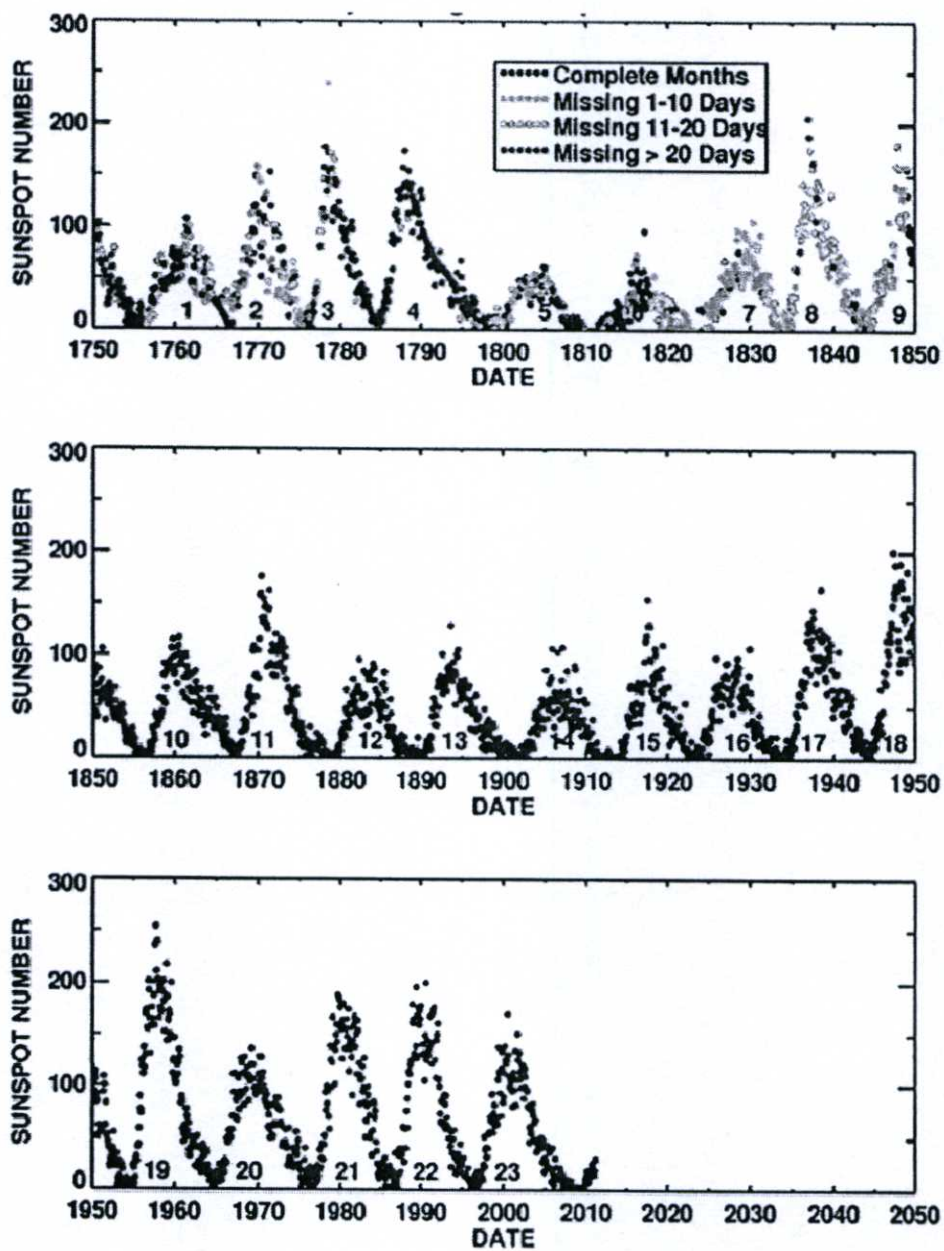 300
200
100
0
SUNSPOT NUMBER
Complete Months
Missing 1-10 Days
Missing 11-20 Days
Missing > 20 Days
1 2 3 4 5 7 8 9
1750 1760 1770 1780 1790 1800 1810 1820 1830 1840 1850
DATE
300
200
100
0
SUNSPOT NUMBER
10 11 12 13 14 15 16 17 18
1850 1860 1870 1880 1890 1900 1910 1920 1930 1940 1950
DATE
300
200
100
0
SUNSPOT NUMBER
19 20 21 22 23
1950 1960 1970 1980 1990 2000 2010 2020 2030 2040 2050
DATE